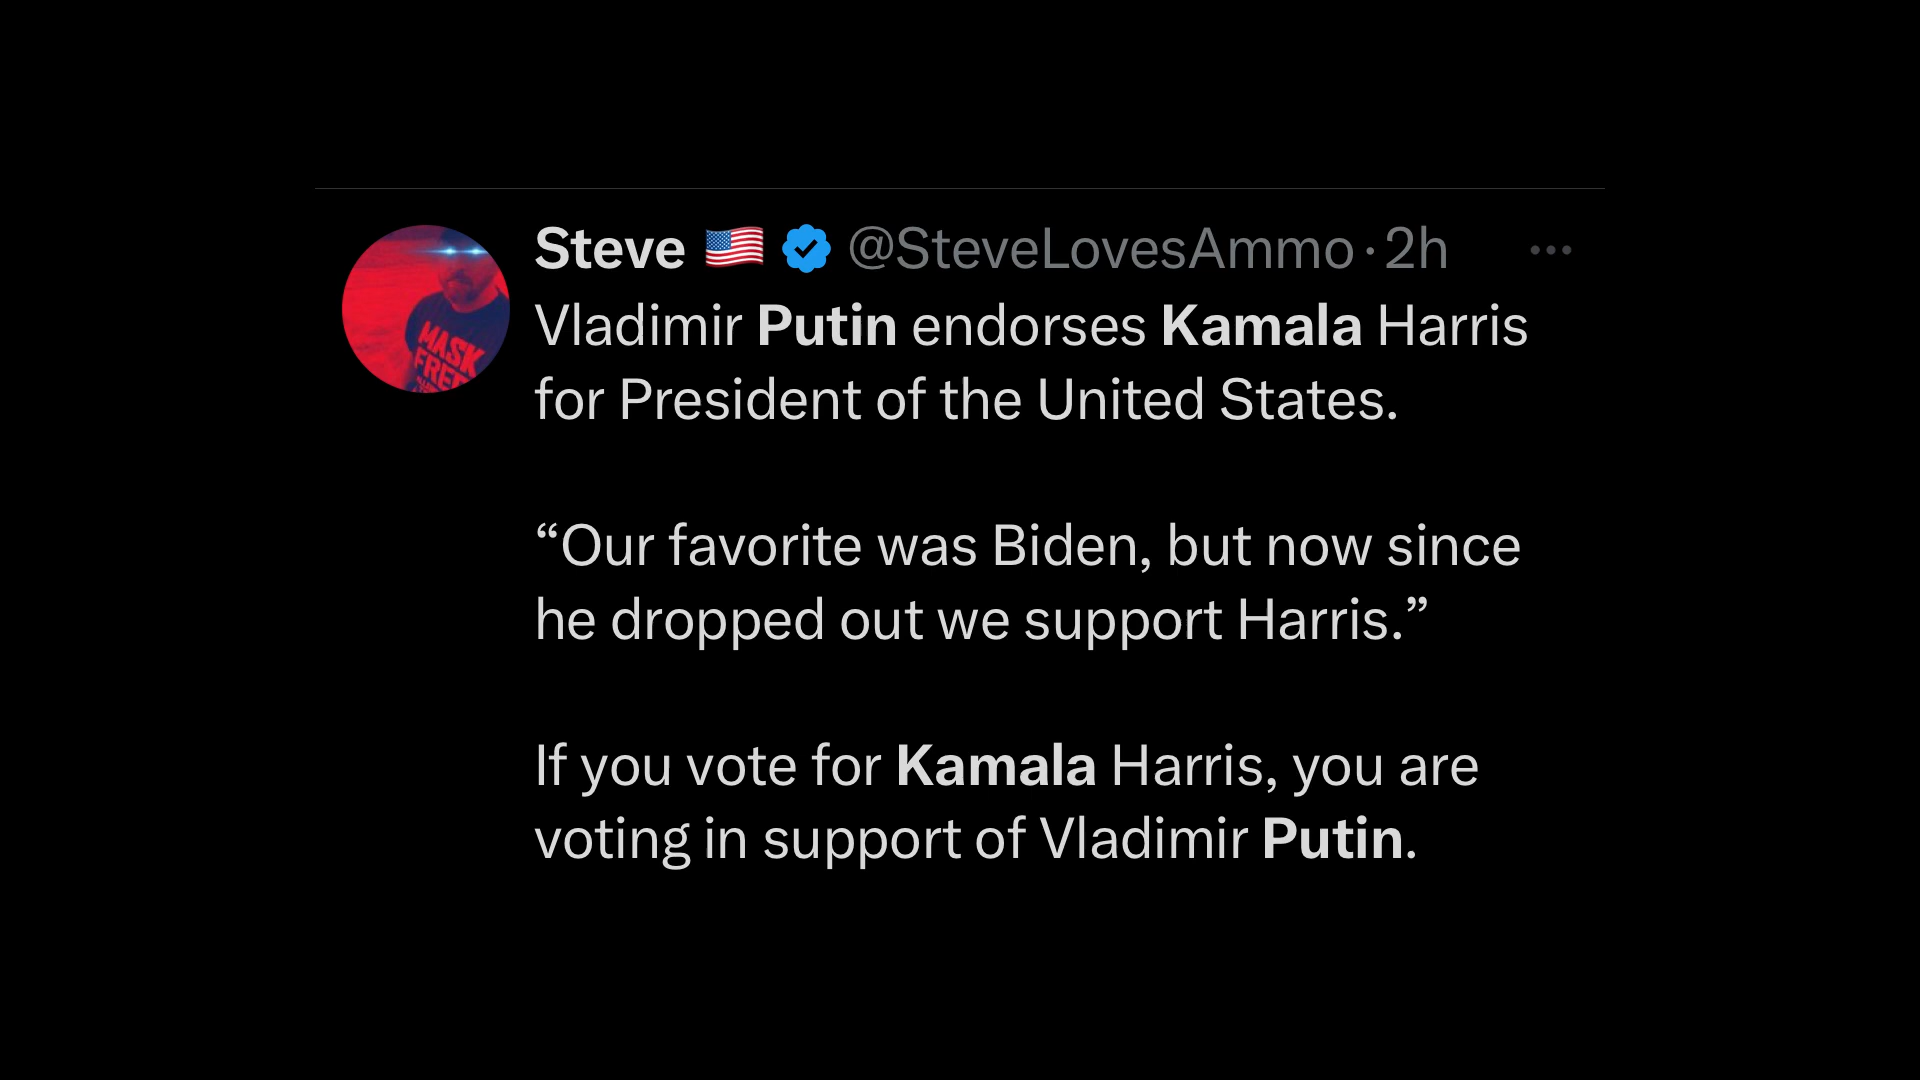 Steve 🇺🇸 @SteveLovesAmmo · 2h
Vladimir Putin endorses Kamala Harris
for President of the United States.
“Our favorite was Biden, but now since
he dropped out we support Harris.”
If you vote for Kamala Harris, you are
voting in support of Vladimir Putin.
MASK
FREE